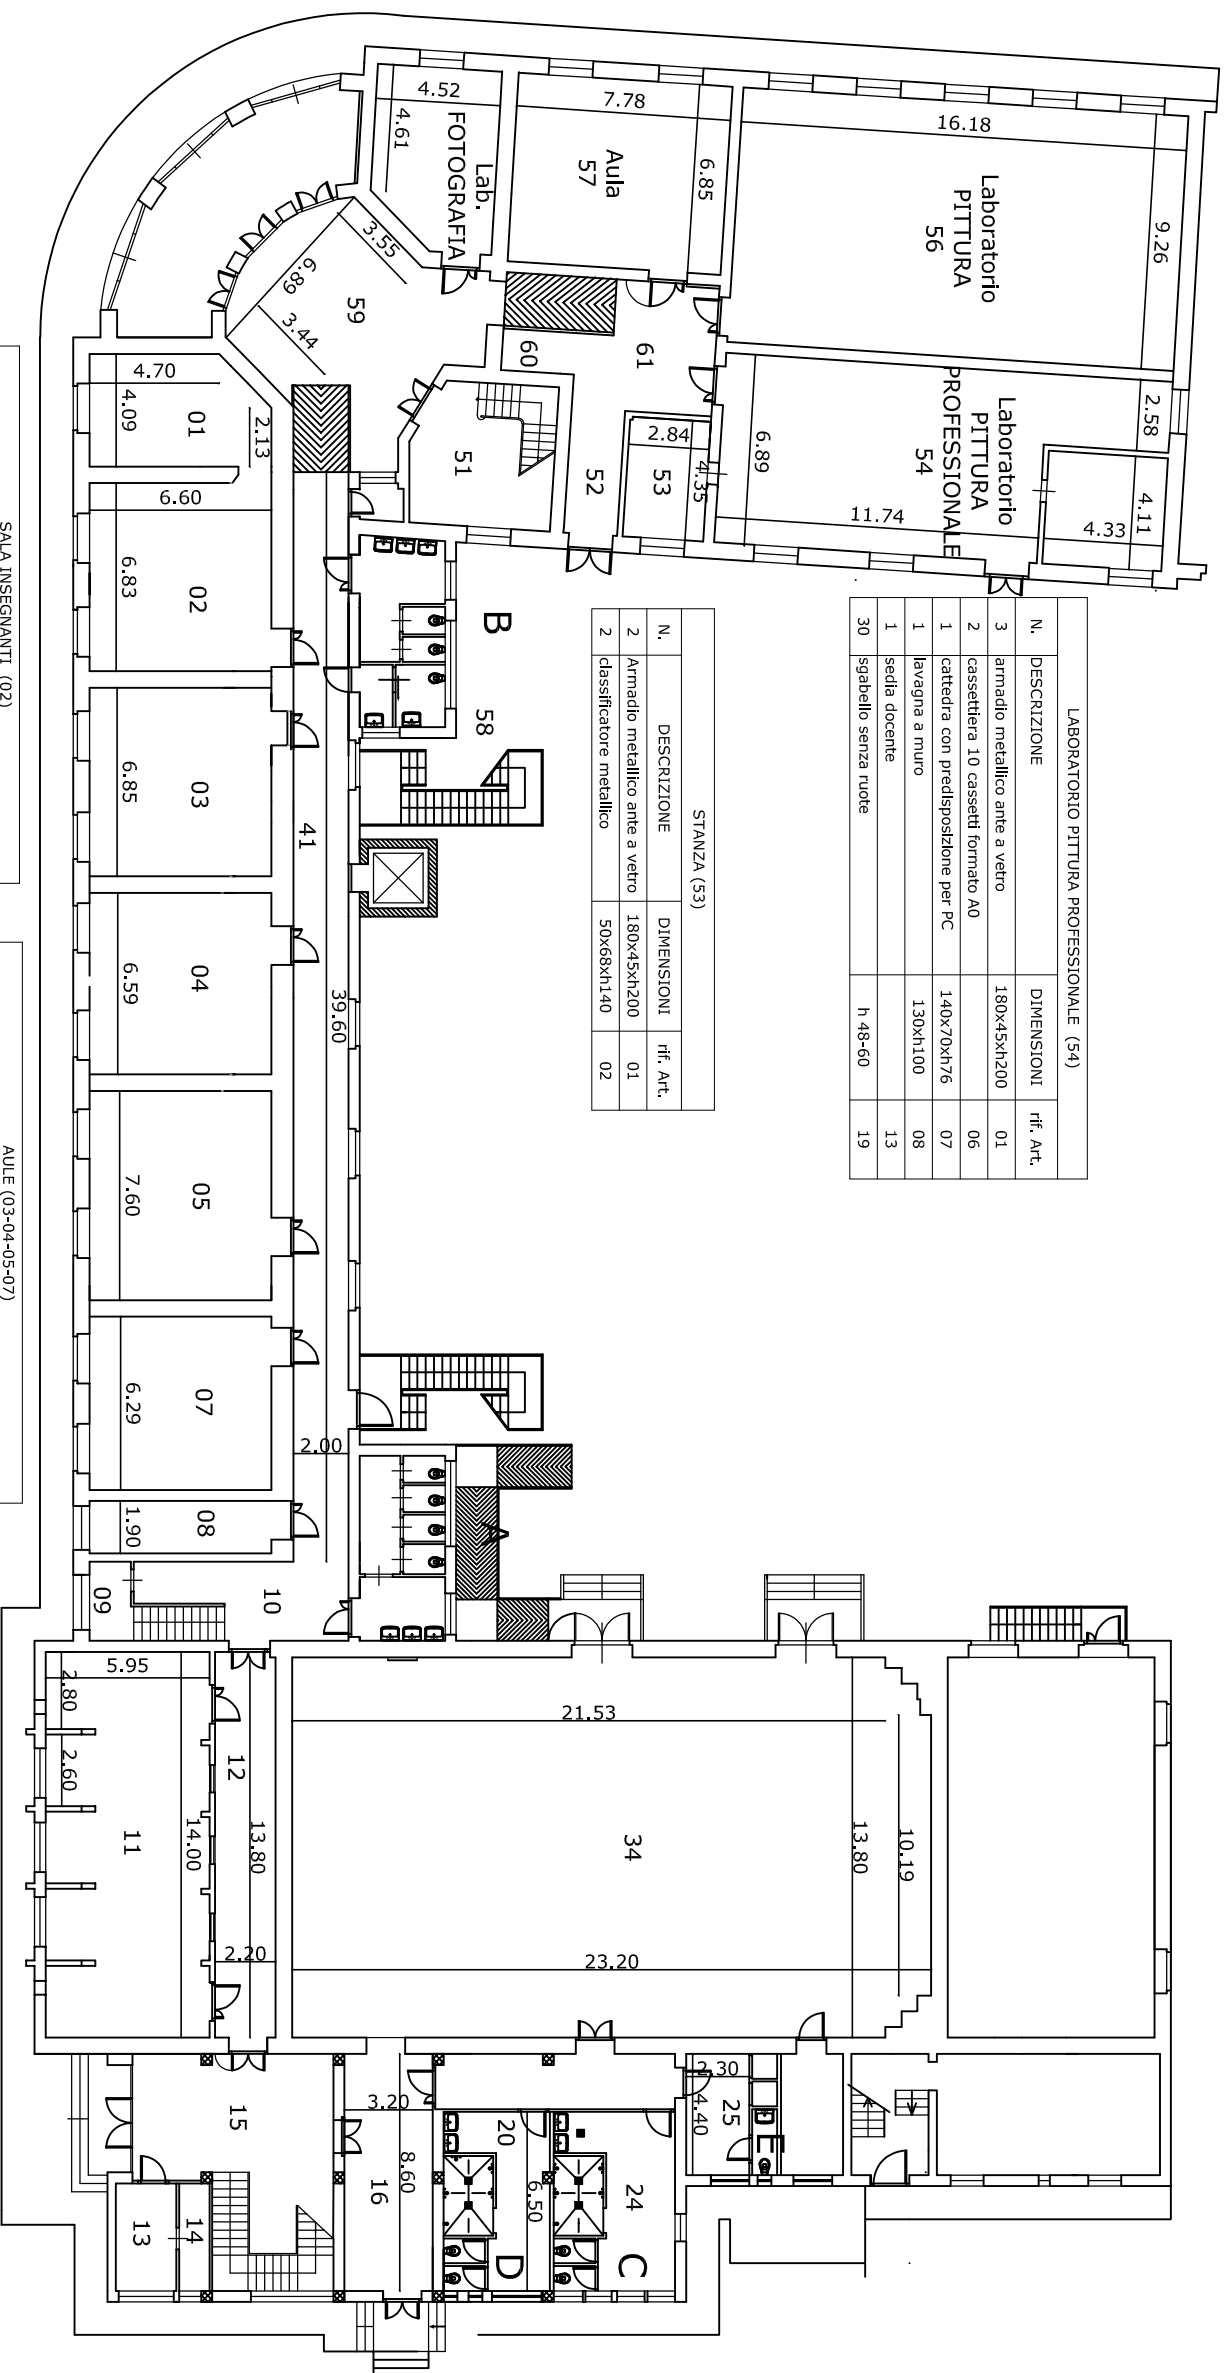 LABORATORIO PITTURA PROFESSIONALE (54)
N. DESCRIZIONE DIMENSIONI rif. Art.
3 armadio metallico ante a vetro 180x45xh200 01
2 cassettiera 10 cassetti formato A0 06
1 cattedra con predisposizione per PC 140x70xh76 07
1 lavagna a muro 130xh100 08
1 sedia docente 13
30 sgabello senza ruote h 48-60 19
STANZA (53)
N. DESCRIZIONE DIMENSIONI rif. Art.
2 Armadio metallico ante a vetro 180x45xh200 01
2 classificatore metallico 50x68xh140 02
9.26
16.18
Laboratorio
PITTURA
56
6.85
7.78
Aula
57
4.52
4.61
Lab.
FOTOGRAFIA
2.58
4.11
4.33
Laboratorio
PITTURA
PROFESSIONALE
54
6.89
11.74
61
60
2.84
4.35
53
52
51
59
3.55
6.89
3.44
B
58
4.70
4.09
2.13
01
6.60
6.83
02
6.85
03
41
6.59
04
39.60
7.60
05
6.29
07
2.00
1.90
08
A
10
09
5.95
2.80
2.60
14.00
11
12
13.80
2.20
21.53
34
13.80
10.19
23.20
15
13
14
3.20
8.60
16
20
6.50
D
24
C
2.30
4.40
25
E
SALA INSEGNANTI (02)
AULE (03-04-05-07)